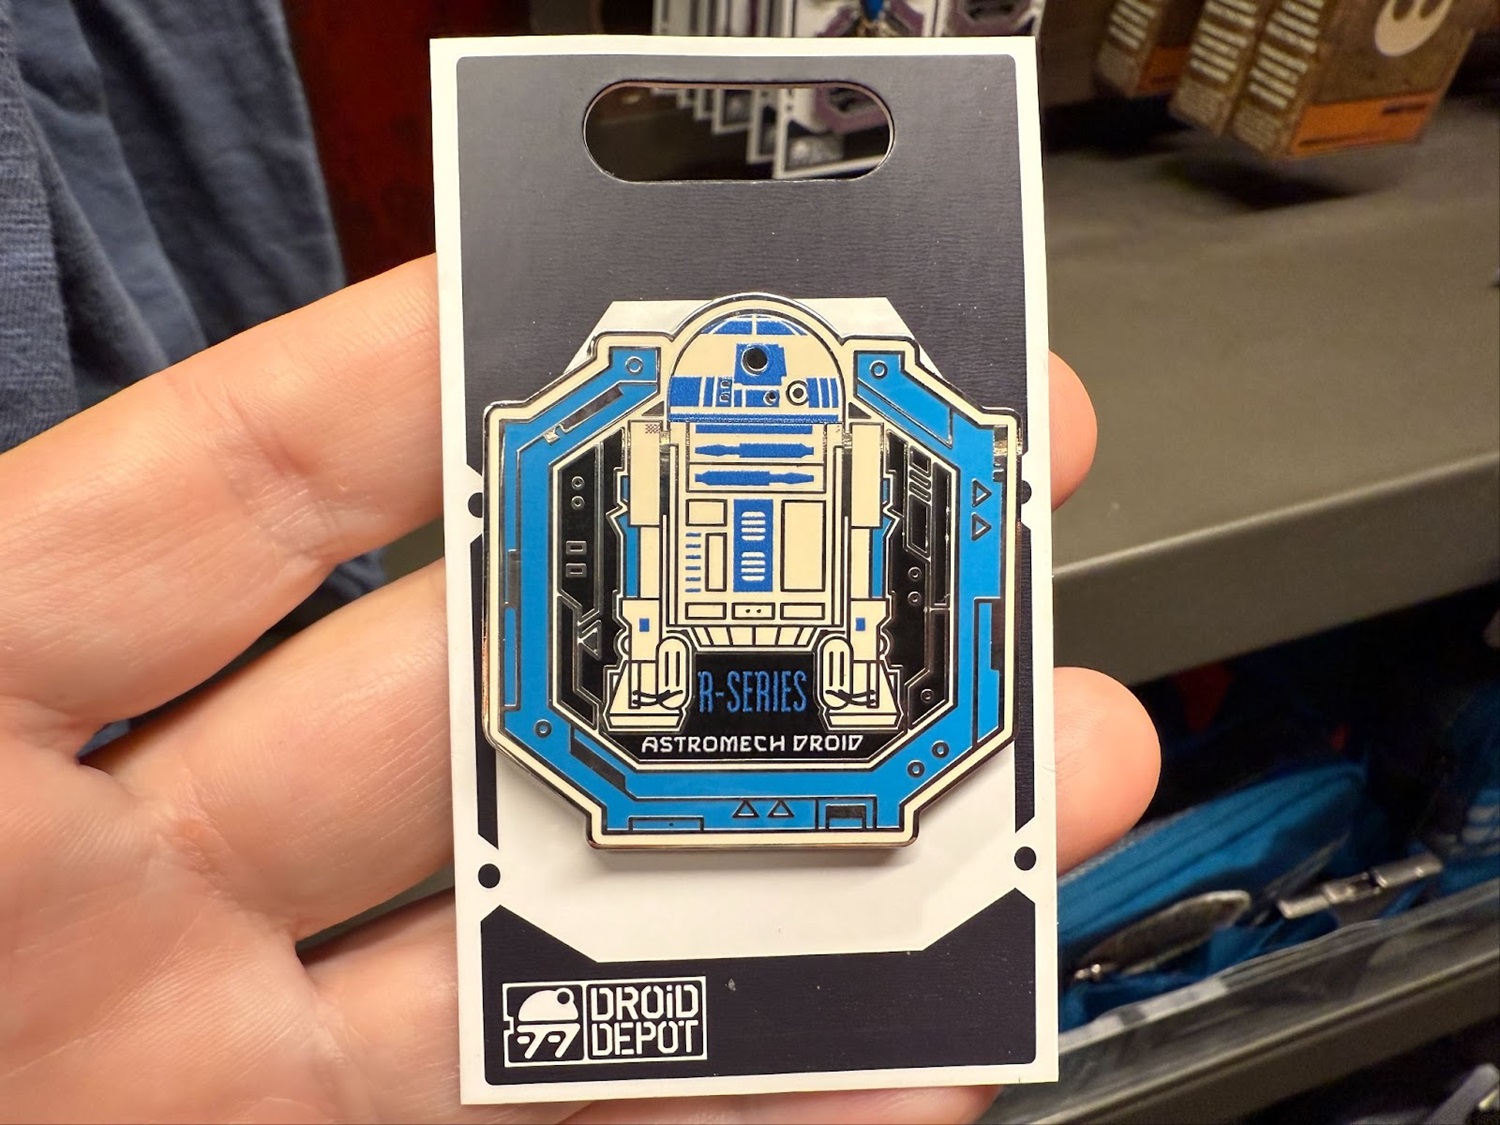 R-SERIES
ASTROMECH DROID
DROID
DEPOT